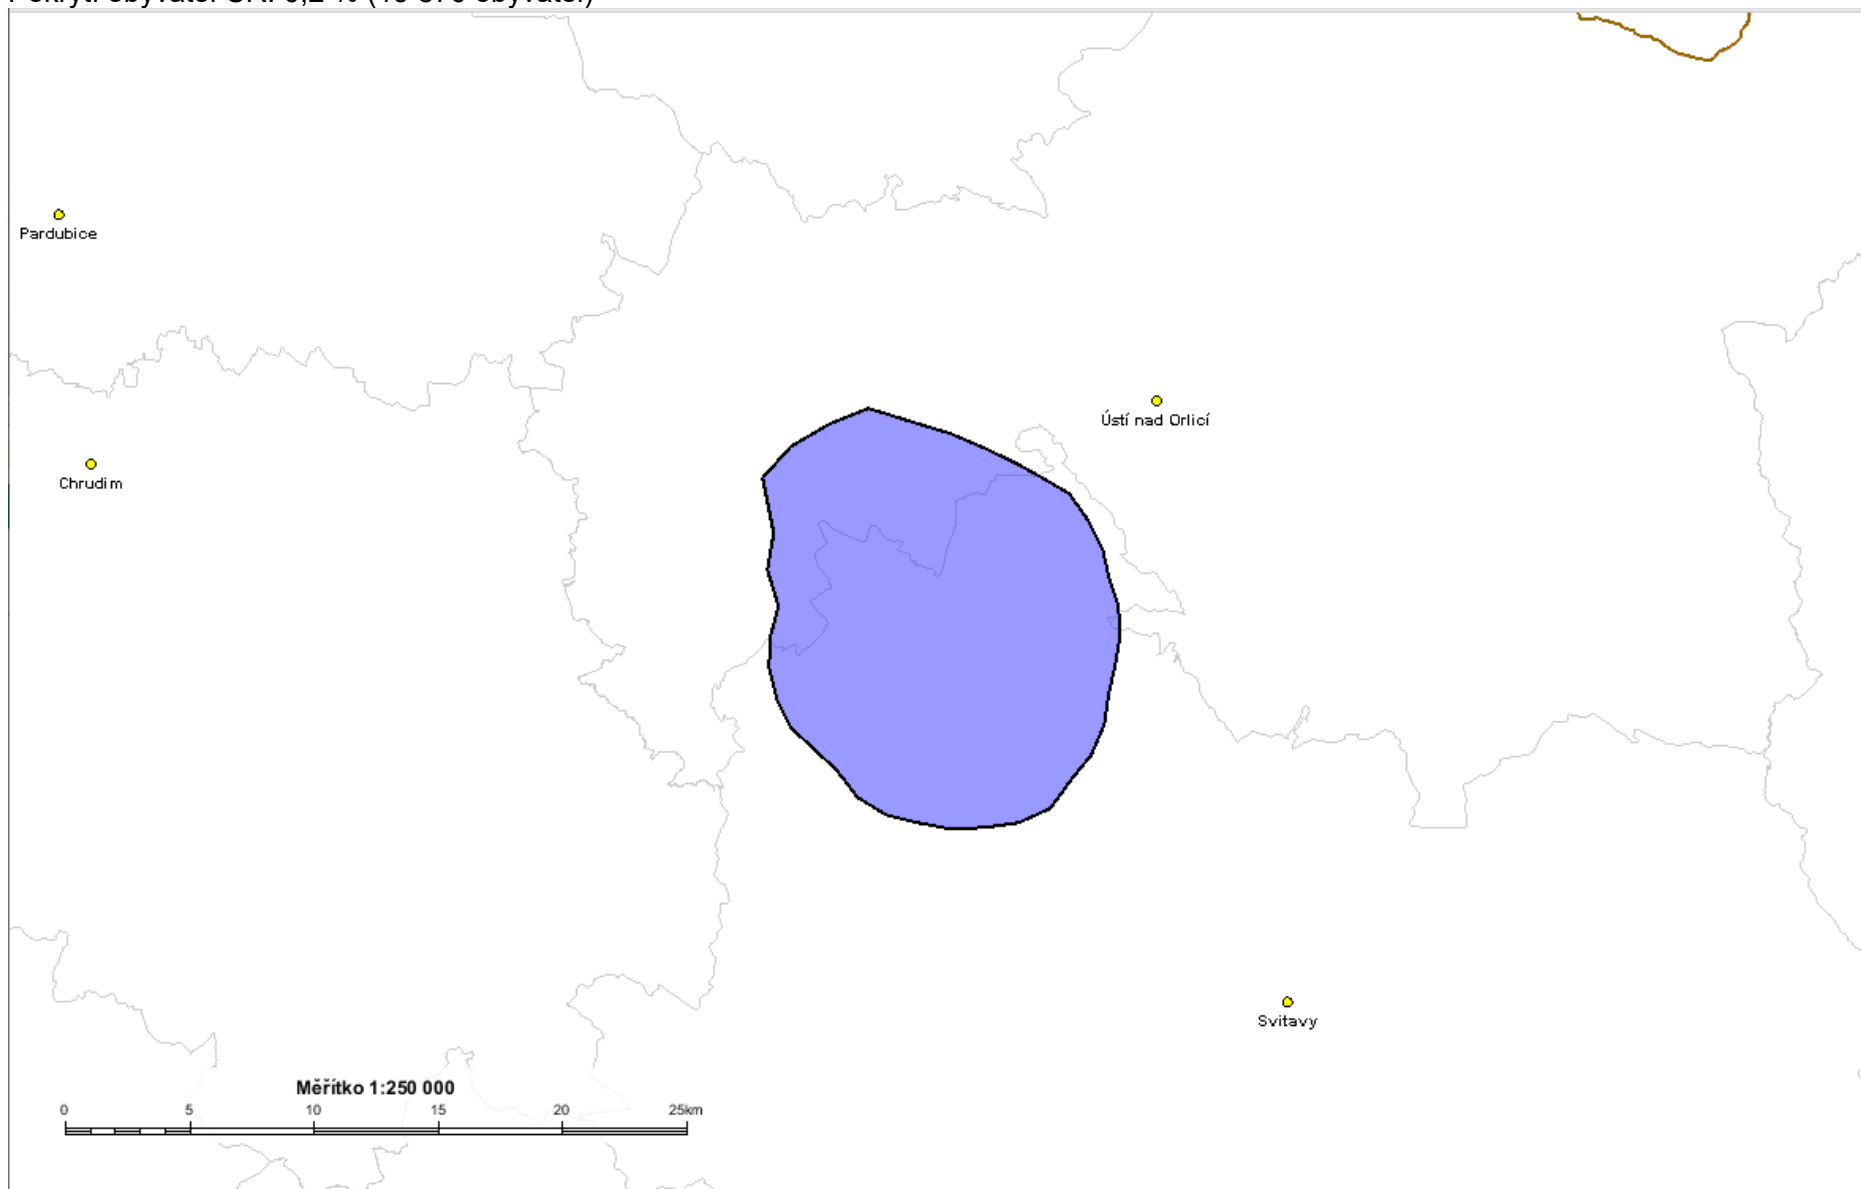 Pardubice
Ústí nad Orlicí
Chrudim
Svitavy
Měřítko 1:250 000
0 5 10 15 20 25km